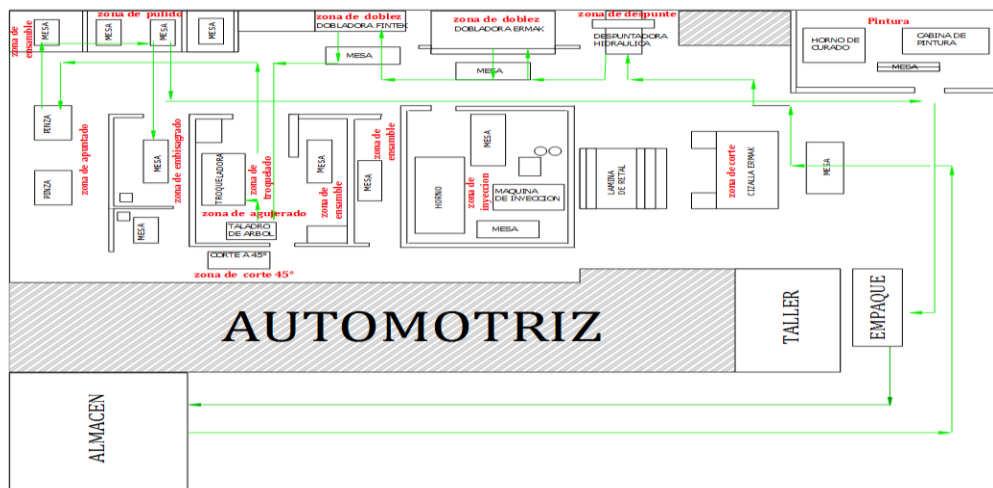 zona de pulido
zona de doblez
zona de doblez
zona de despunte
Pintura
zona de
ensamble
MESA
MESA
MESA
MESA
DOBLADORA FINTEK
DOBLADORA ERMAK
DESPUNTADORA
HIDRAULICA
HORNO DE
CURADO
CABINA DE
PINTURA
MESA
MESA
MESA
PINZA
PINZA
zona de apuntado
MESA
zona de embisagrado
MESA
TROQUELADORA
zona de
troquelado
zona de agujerado
TALADRO
DE ARBOL
CORTE A 45°
zona de corte 45°
MESA
zona de
ensamble
MESA
zona de
ensamble
HORNO
MESA
zona de
inyeccion
MAQUINA
DE INYECCION
MESA
LAMINA
DE RETAL
zona de corte
CIZALLA ERMAK
MESA
AUTOMOTRIZ
TALLER
EMPAQUE
ALMACEN